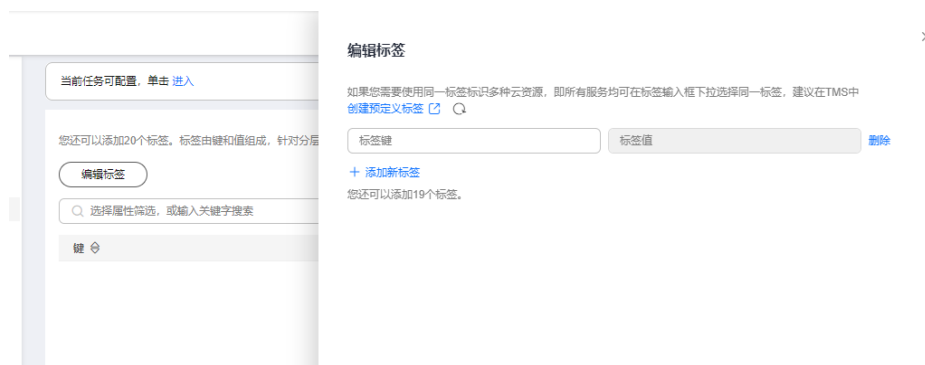 当前任务可配置，单击 进入
您还可以添加20个标签。标签由键和值组成，针对分层
编辑标签
选择属性筛选，或输入关键字搜索
键
编辑标签
如果您需要使用同一标签标识多种云资源，即所有服务均可在标签输入框下拉选择同一标签，建议在TMS中
创建预定义标签
标签键 标签值 删除
添加新标签
您还可以添加19个标签。